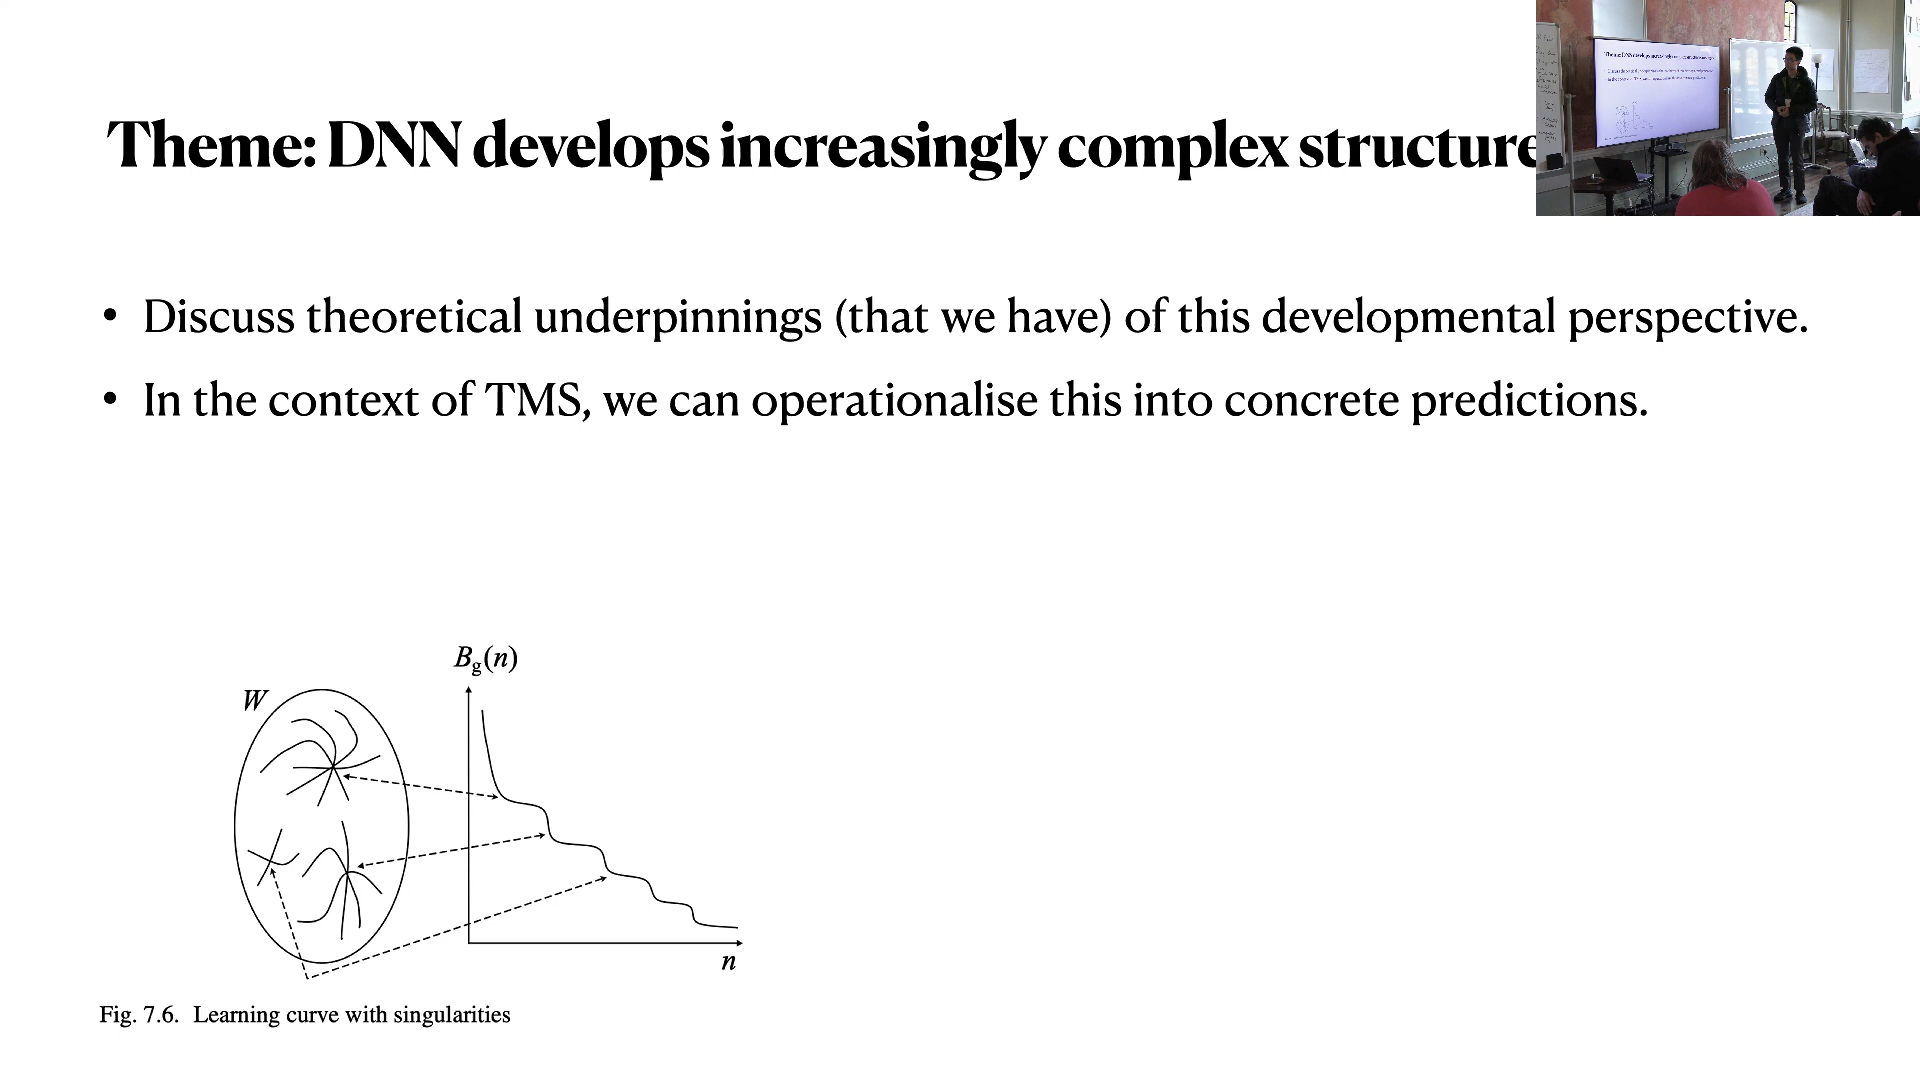 Theme: DNN develops increasingly complex structure
• Discuss theoretical underpinnings (that we have) of this developmental perspective.
• In the context of TMS, we can operationalise this into concrete predictions.
B_g(n)
W
n
Fig. 7.6. Learning curve with singularities